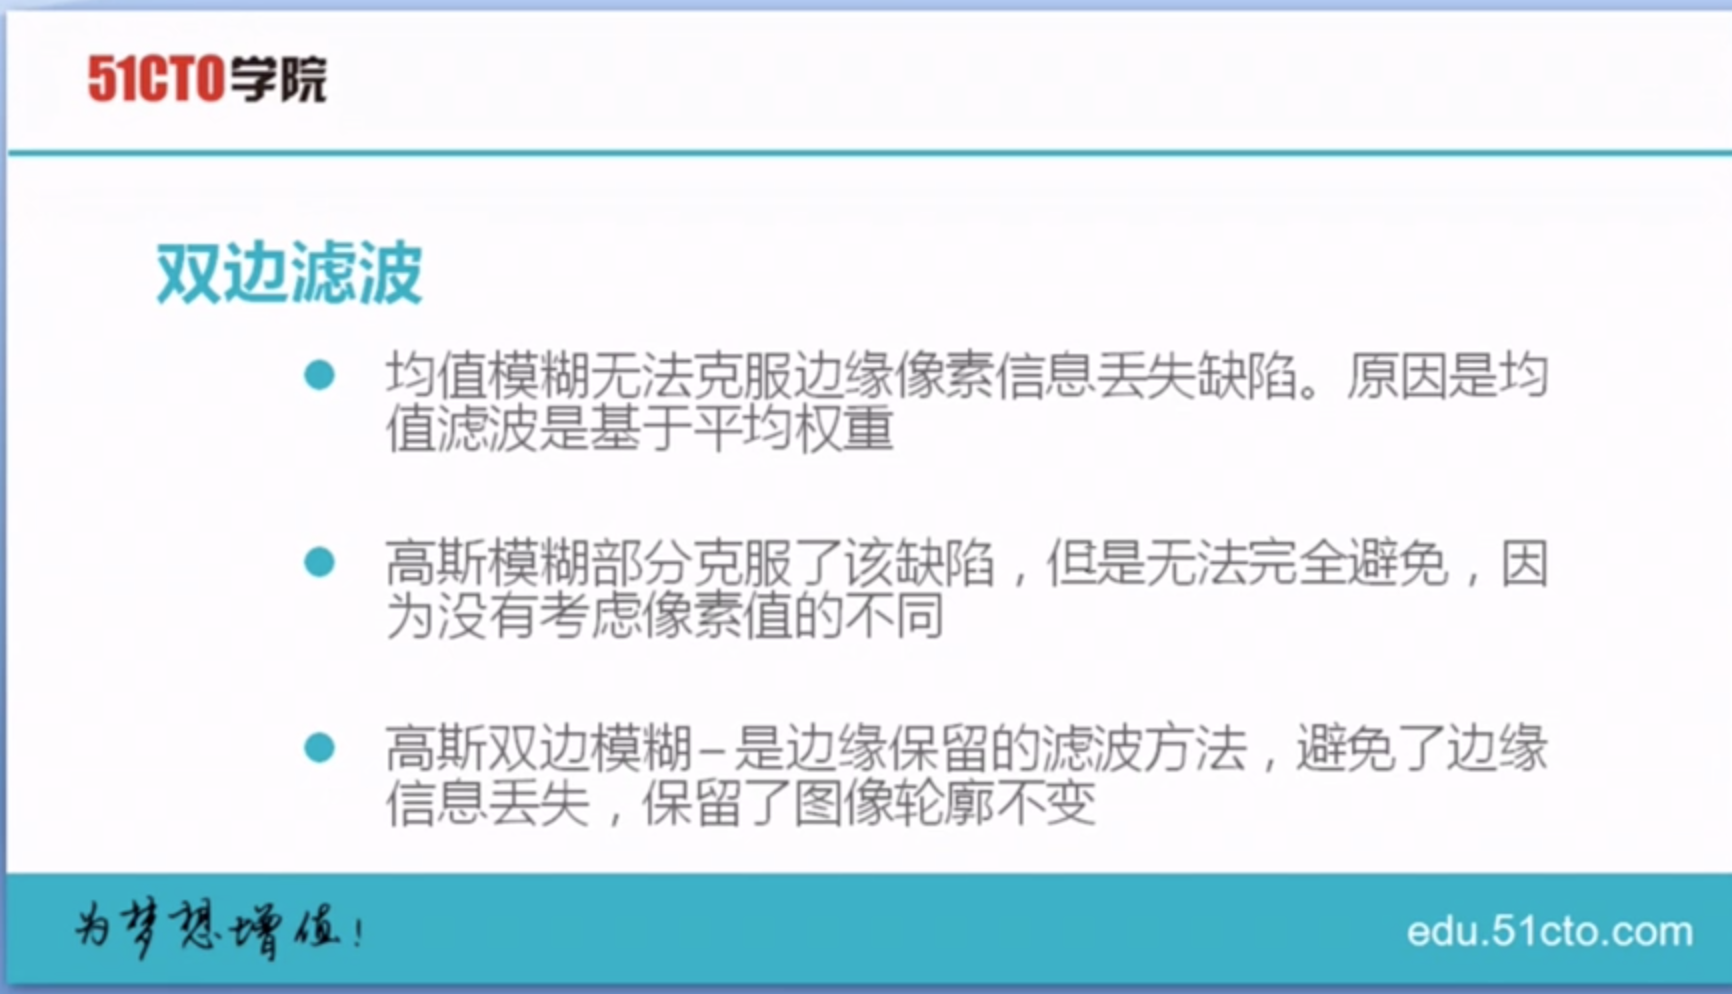 51CTO学院
双边滤波
均值模糊无法克服边缘像素信息丢失缺陷。原因是均
值滤波是基于平均权重
高斯模糊部分克服了该缺陷，但是无法完全避免，因
为没有考虑像素值的不同
高斯双边模糊–是边缘保留的滤波方法，避免了边缘
信息丢失，保留了图像轮廓不变
为梦想增值！
edu.51cto.com